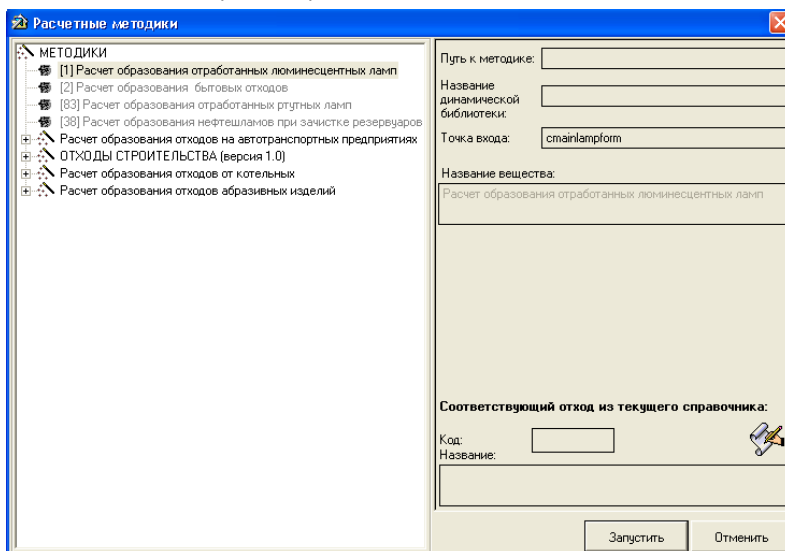 Расчетные методики
МЕТОДИКИ
[1] Расчет образования отработанных люминесцентных ламп
[2] Расчет образования бытовых отходов
[83] Расчет образования отработанных ртутных ламп
[38] Расчет образования нефтешламов при зачистке резервуаров
Расчет образования отходов на автотранспортных предприятиях
ОТХОДЫ СТРОИТЕЛЬСТВА (версия 1.0)
Расчет образования отходов от котельных
Расчет образования отходов абразивных изделий
Путь к методике:
Название
динамической
библиотеки:
Точка входа: cmainlampform
Название вещества:
Расчет образования отработанных люминесцентных ламп
Соответствующий отход из текущего справочника:
Код:
Название:
Запустить Отменить